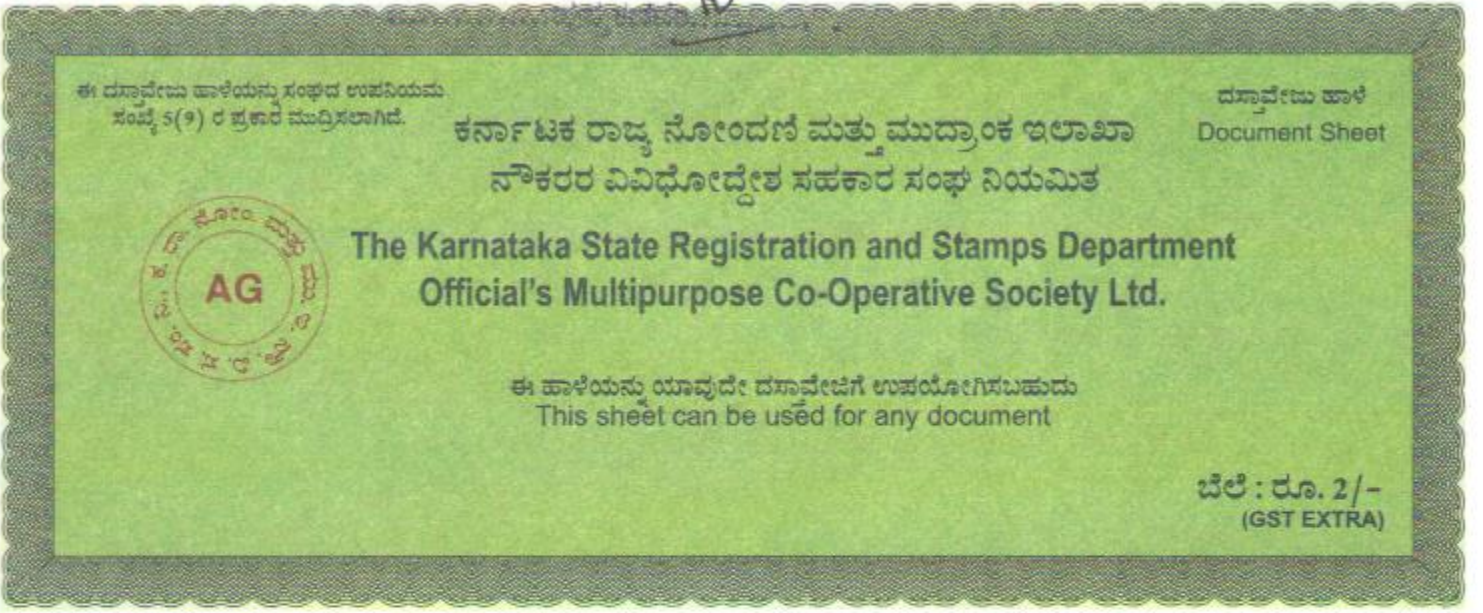 ಈ ದಸ್ತಾವೇಜು ಹಾಳೆಯನ್ನು ಸಂಘದ ಉಪನಿಯಮ
ಸಂಖ್ಯೆ 5(9) ರ ಪ್ರಕಾರ ಮುದ್ರಿಸಲಾಗಿದೆ.
ದಸ್ತಾವೇಜು ಹಾಳೆ
Document Sheet
ಕರ್ನಾಟಕ ರಾಜ್ಯ ನೋಂದಣಿ ಮತ್ತು ಮುದ್ರಾಂಕ ಇಲಾಖಾ
ನೌಕರರ ವಿವಿಧೋದ್ದೇಶ ಸಹಕಾರ ಸಂಘ ನಿಯಮಿತ
The Karnataka State Registration and Stamps Department
Official's Multipurpose Co-Operative Society Ltd.
AG
ಈ ಹಾಳೆಯನ್ನು ಯಾವುದೇ ದಸ್ತಾವೇಜಿಗೆ ಉಪಯೋಗಿಸಬಹುದು
This sheet can be used for any document
ಬೆಲೆ : ರೂ. 2/-
(GST EXTRA)